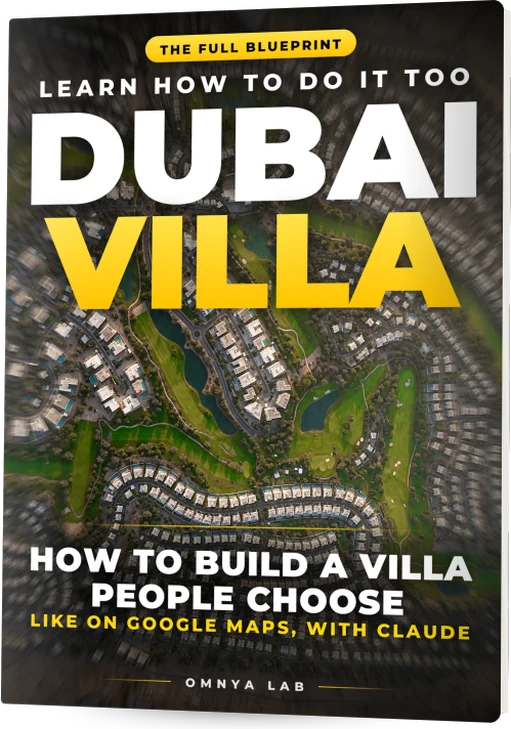 THE FULL BLUEPRINT
LEARN HOW TO DO IT TOO
DUBAI
VILLA
HOW TO BUILD A VILLA
PEOPLE CHOOSE
LIKE ON GOOGLE MAPS, WITH CLAUDE
OMNYA LAB